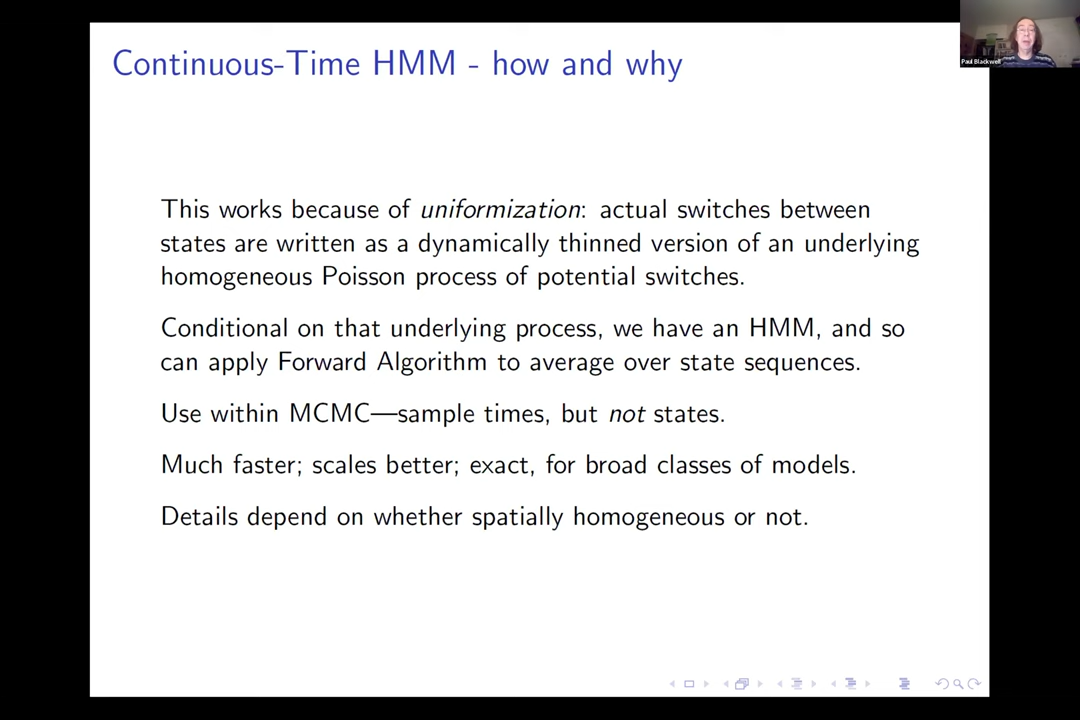 Continuous-Time HMM - how and why
Paul Blackwell
This works because of uniformization: actual switches between
states are written as a dynamically thinned version of an underlying
homogeneous Poisson process of potential switches.
Conditional on that underlying process, we have an HMM, and so
can apply Forward Algorithm to average over state sequences.
Use within MCMC—sample times, but not states.
Much faster; scales better; exact, for broad classes of models.
Details depend on whether spatially homogeneous or not.